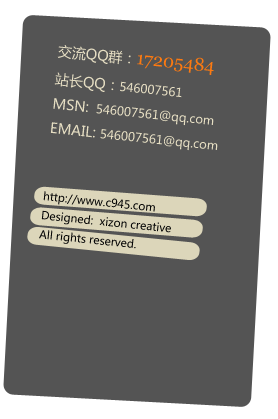 交流QQ群：17205484
站长QQ：546007561
MSN: 546007561@qq.com
EMAIL: 546007561@qq.com
http://www.c945.com
Designed: xizon creative
All rights reserved.